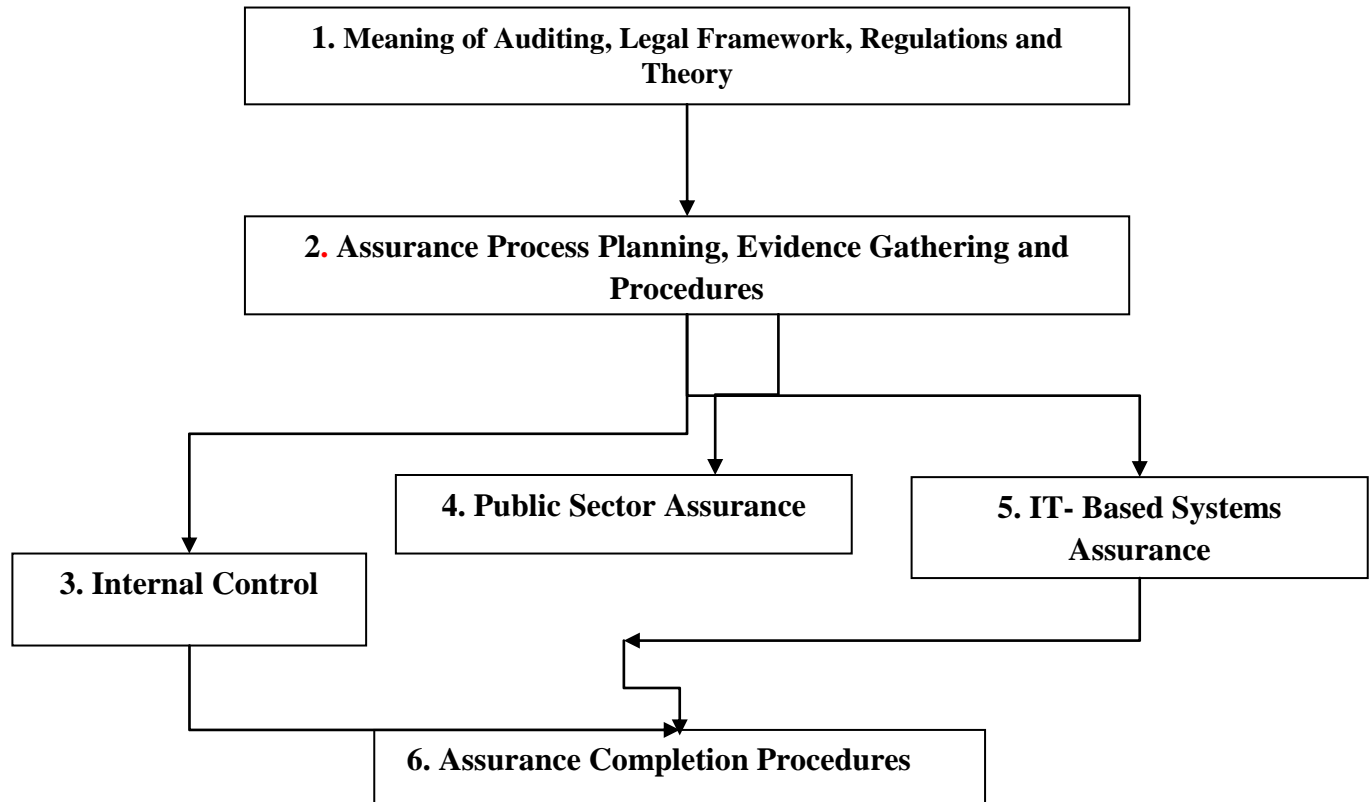 1. Meaning of Auditing, Legal Framework, Regulations and
Theory
2. Assurance Process Planning, Evidence Gathering and
Procedures
3. Internal Control
4. Public Sector Assurance
5. IT- Based Systems
Assurance
6. Assurance Completion Procedures